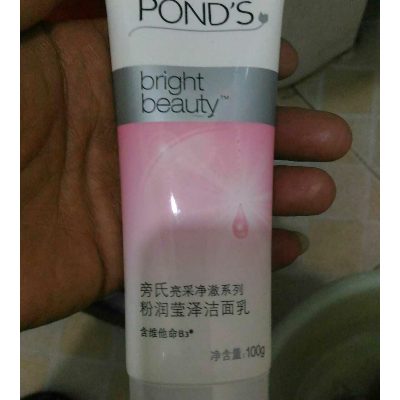 POND'S
bright
beauty™
旁氏亮采净澈系列
粉润莹泽洁面乳
含维他命B3*
净含量:100g